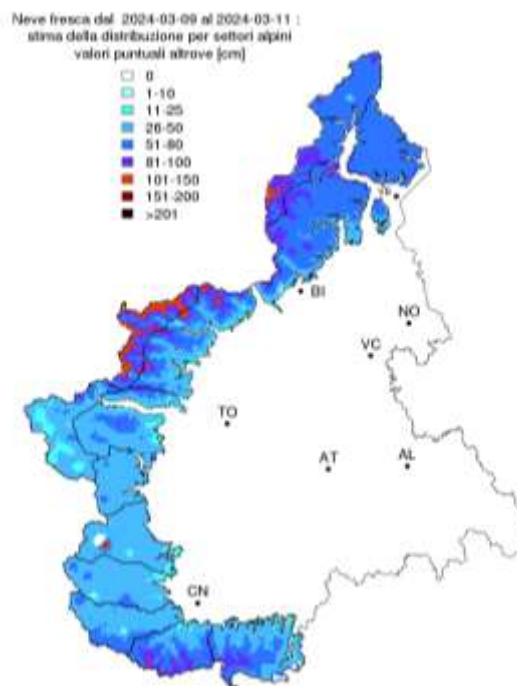 Neve fresca dal 2024-03-09 al 2024-03-11 :
stima della distribuzione per settori alpini
valori puntuali altrove [cm]
0
1-10
11-25
26-50
51-80
81-100
101-150
151-200
>201
VB
BI
NO
VC
TO
AT
AL
CN